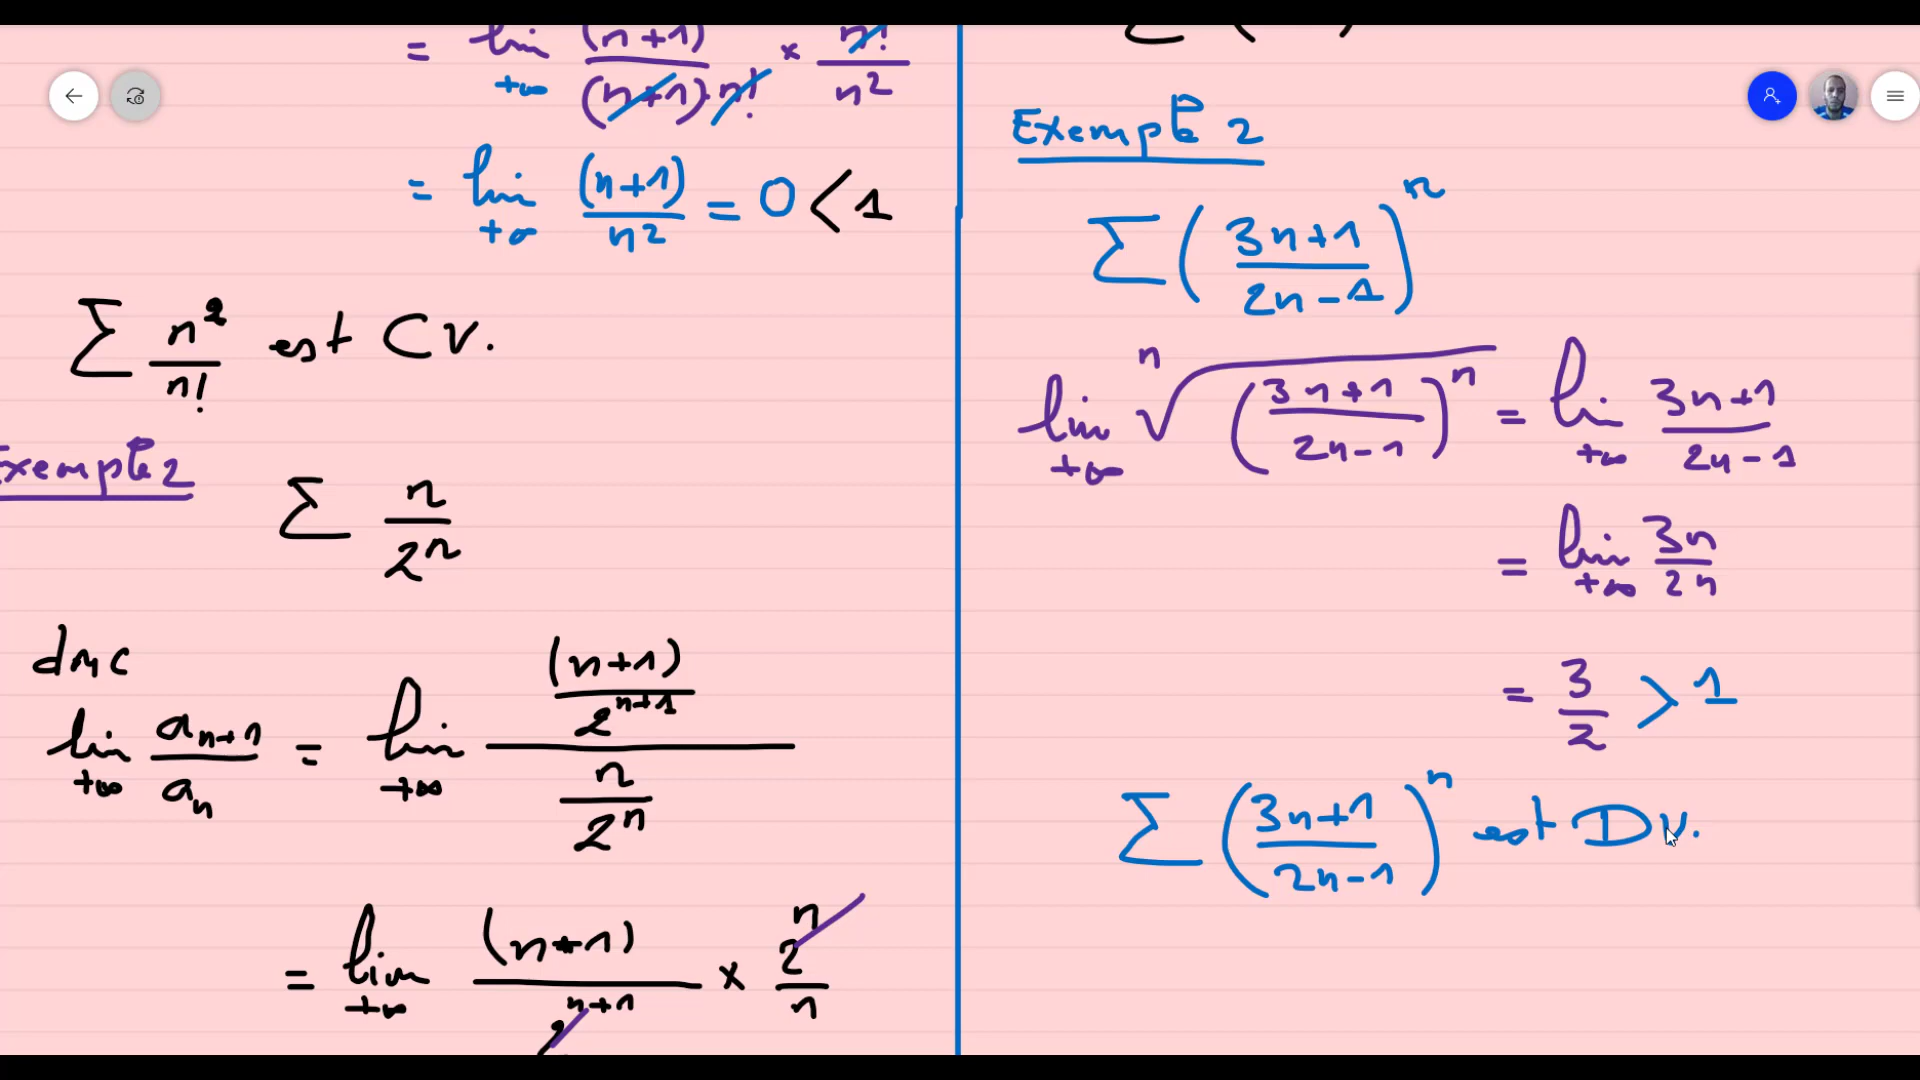 = lim +∞ (n+1)/((n+1)·n!) × n!/n²
= lim +∞ (n+1)/n² = 0 < 1
∑ n²/n! est CV.
Exemple 2
∑ n/2ⁿ
donc
lim +∞ aₙ₊₁/aₙ = lim +∞ ((n+1)/2ⁿ⁺¹)/(n/2ⁿ)
= lim +∞ (n+1)/2ⁿ⁺¹ × 2ⁿ/n
Exemple 2
∑ ((3n+1)/(2n-1))ⁿ
lim +∞ ⁿ√((3n+1)/(2n-1))ⁿ = lim +∞ (3n+1)/(2n-1)
= lim +∞ 3n/2n
= 3/2 > 1
∑ ((3n+1)/(2n-1))ⁿ est DV.